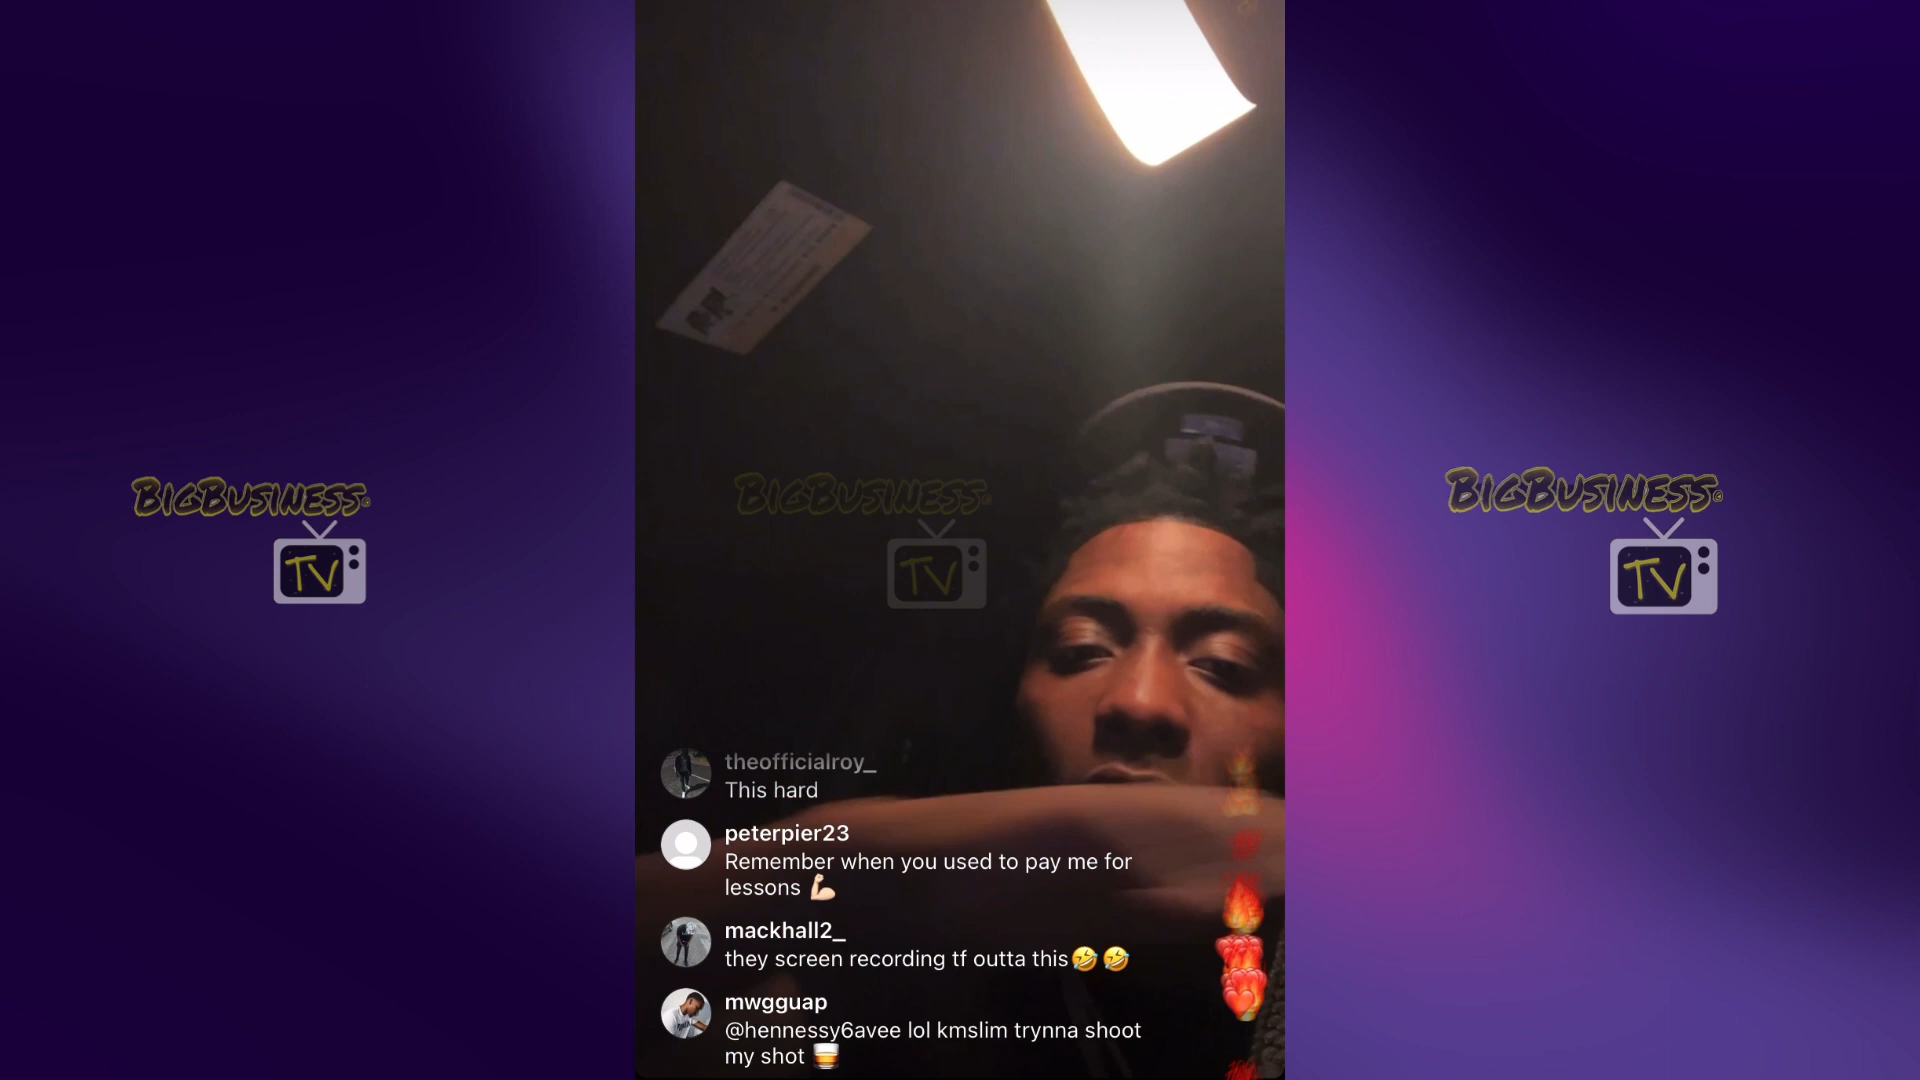 BIGBUSINESS
TV
BIGBUSINESS
TV
BIGBUSINESS
TV
theofficialroy_
This hard
peterpier23
Remember when you used to pay me for
lessons 💪🏻
mackhall2_
they screen recording tf outta this🤣🤣
mwgguap
@hennessy6avee lol kmslim trynna shoot
my shot 🥃